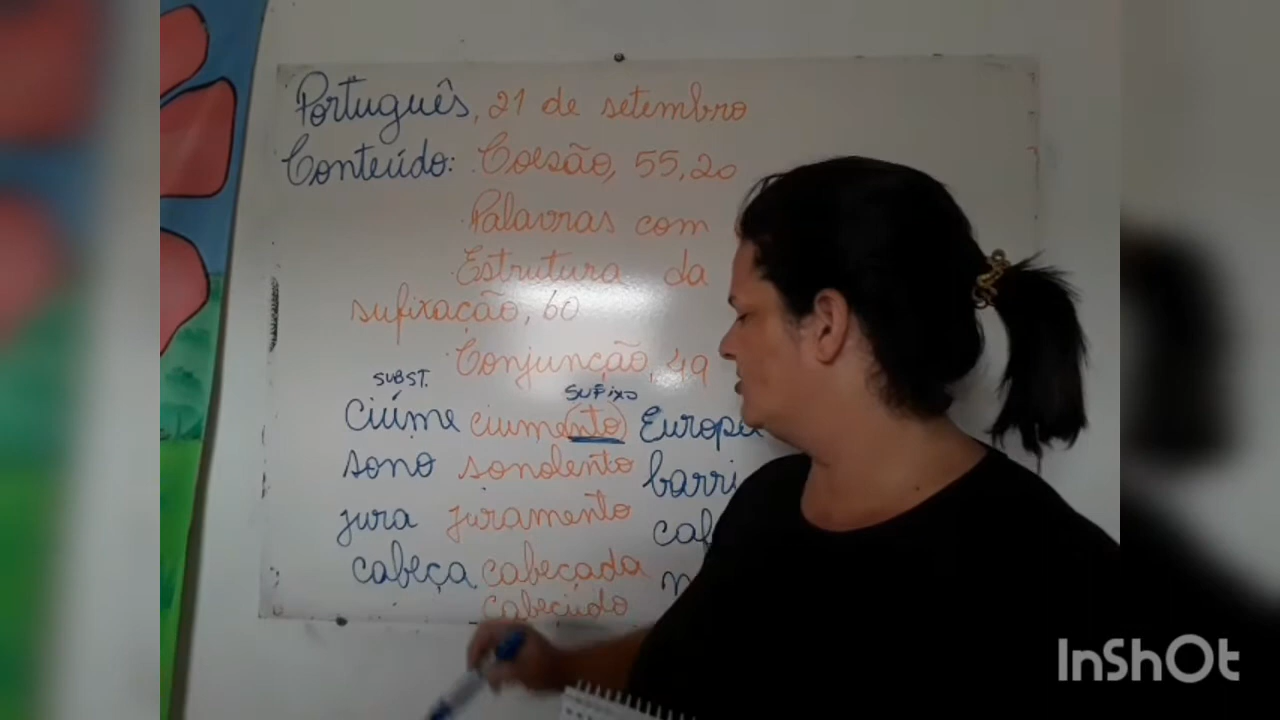 Português, 21 de setembro
Conteúdo: Coesão, 55, 20
Palavras com
Estrutura da
sufixação, 60
Conjunção, 49
SUBST. SUFIXO
ciúme ciumento
sono sonolento
jura juramento
cabeça cabeçada
cabeçudo
InShOt